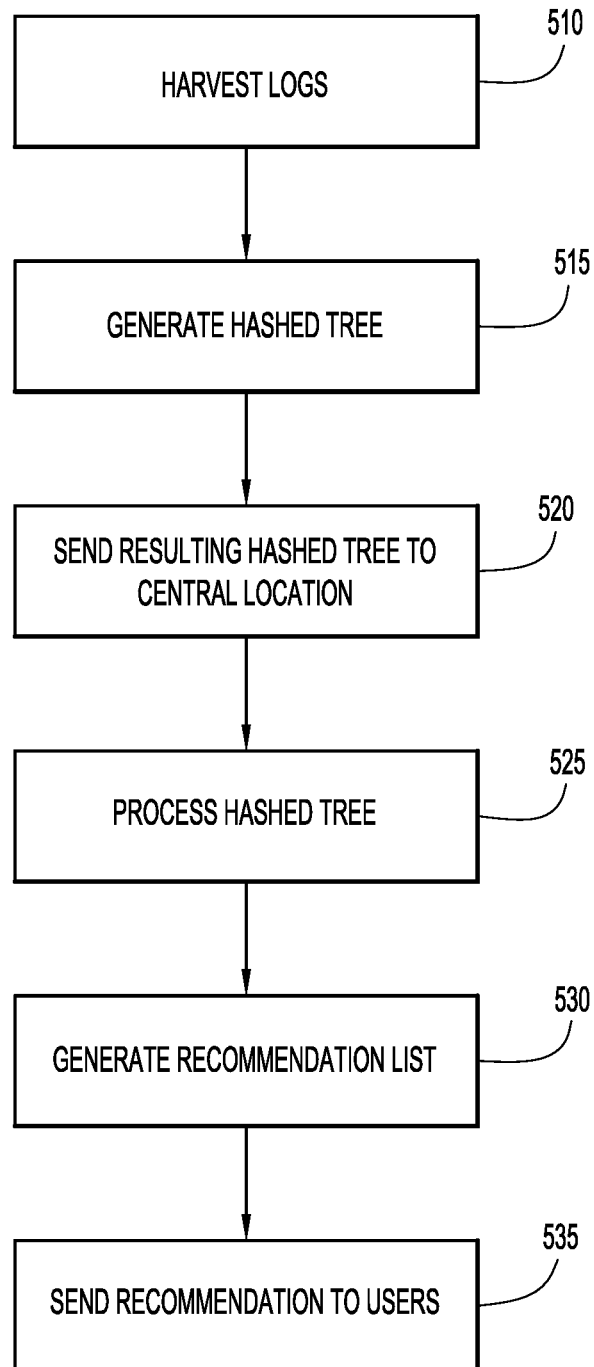 510
HARVEST LOGS
515
GENERATE HASHED TREE
520
SEND RESULTING HASHED TREE TO
CENTRAL LOCATION
525
PROCESS HASHED TREE
530
GENERATE RECOMMENDATION LIST
535
SEND RECOMMENDATION TO USERS